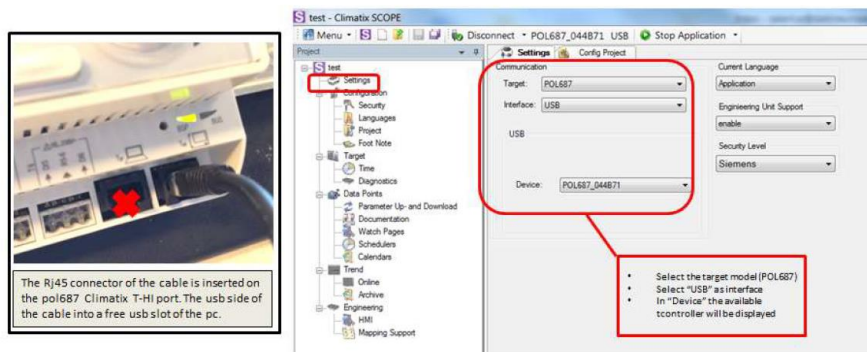 The Rj45 connector of the cable is inserted on
the pol687 Climatix T-HI port. The usb side of
the cable into a free usb slot of the pc.
test - Climatix SCOPE
Menu
Disconnect
POL687_044B71 USB
Stop Application
Project
test
Settings
Configuration
Security
Languages
Project
Foot Note
Target
Time
Diagnostics
Data Points
Parameter Up- and Download
Documentation
Watch Pages
Schedulers
Calendars
Trend
Online
Archive
Engineering
HMI
Mapping Support
Settings
Config Project
Communication
Target: POL687
Interface: USB
USB
Device: POL687_044B71
Current Language
Application
Engineering Unit Support
enable
Security Level
Siemens
• Select the target model (POL687)
• Select "USB" as interface
• In "Device" the available
tcontroller will be displayed